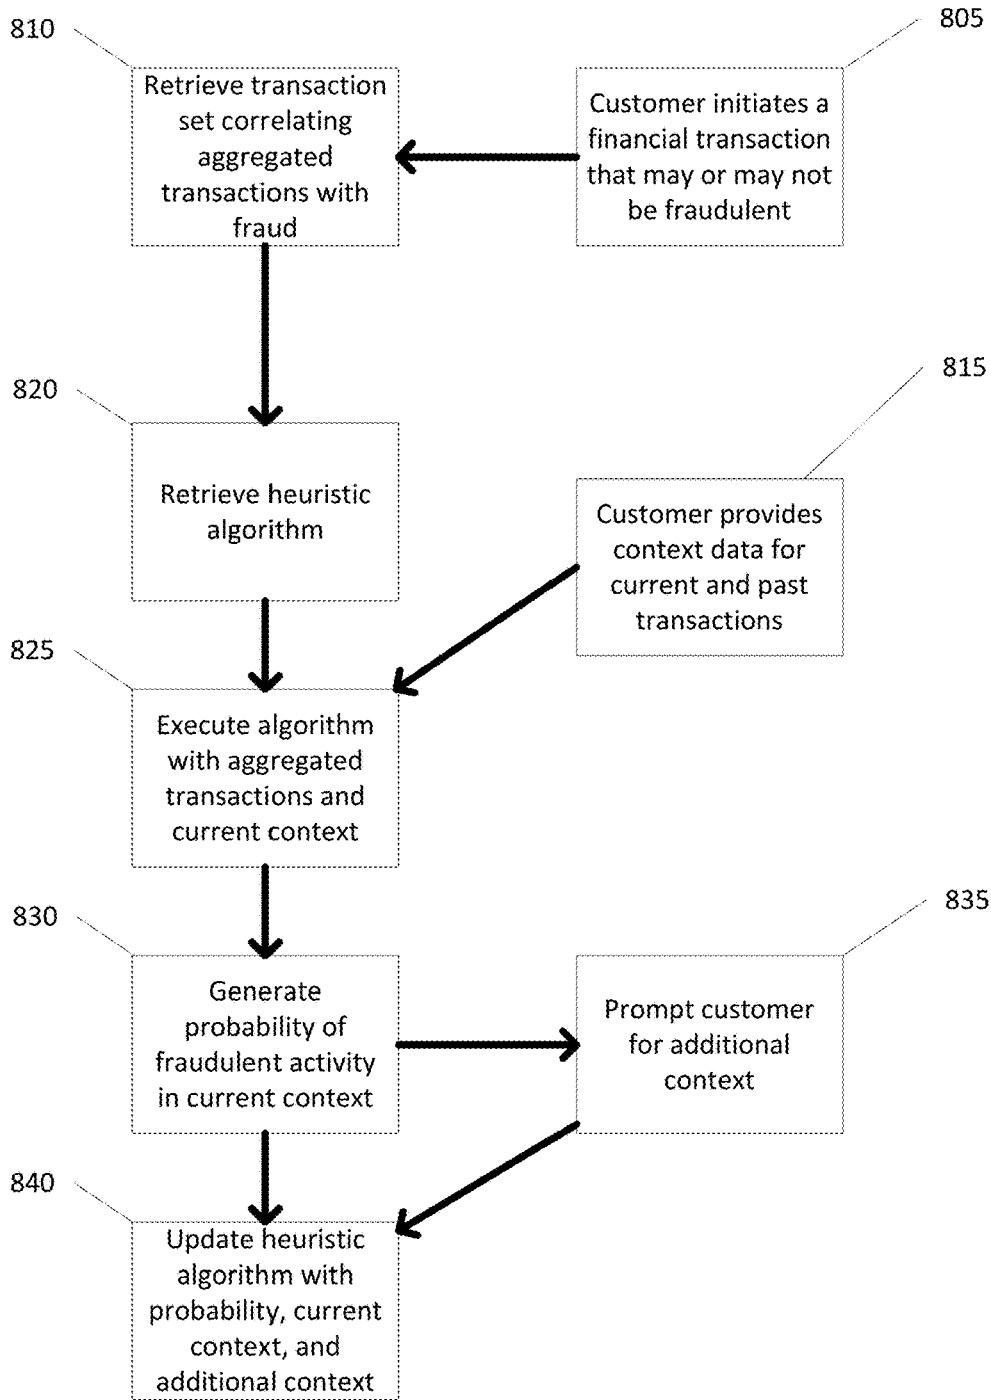 810
805
Retrieve transaction
set correlating
aggregated
transactions with
fraud
Customer initiates a
financial transaction
that may or may not
be fraudulent
820
815
Retrieve heuristic
algorithm
Customer provides
context data for
current and past
transactions
825
Execute algorithm
with aggregated
transactions and
current context
830
835
Generate
probability of
fraudulent activity
in current context
Prompt customer
for additional
context
840
Update heuristic
algorithm with
probability, current
context, and
additional context